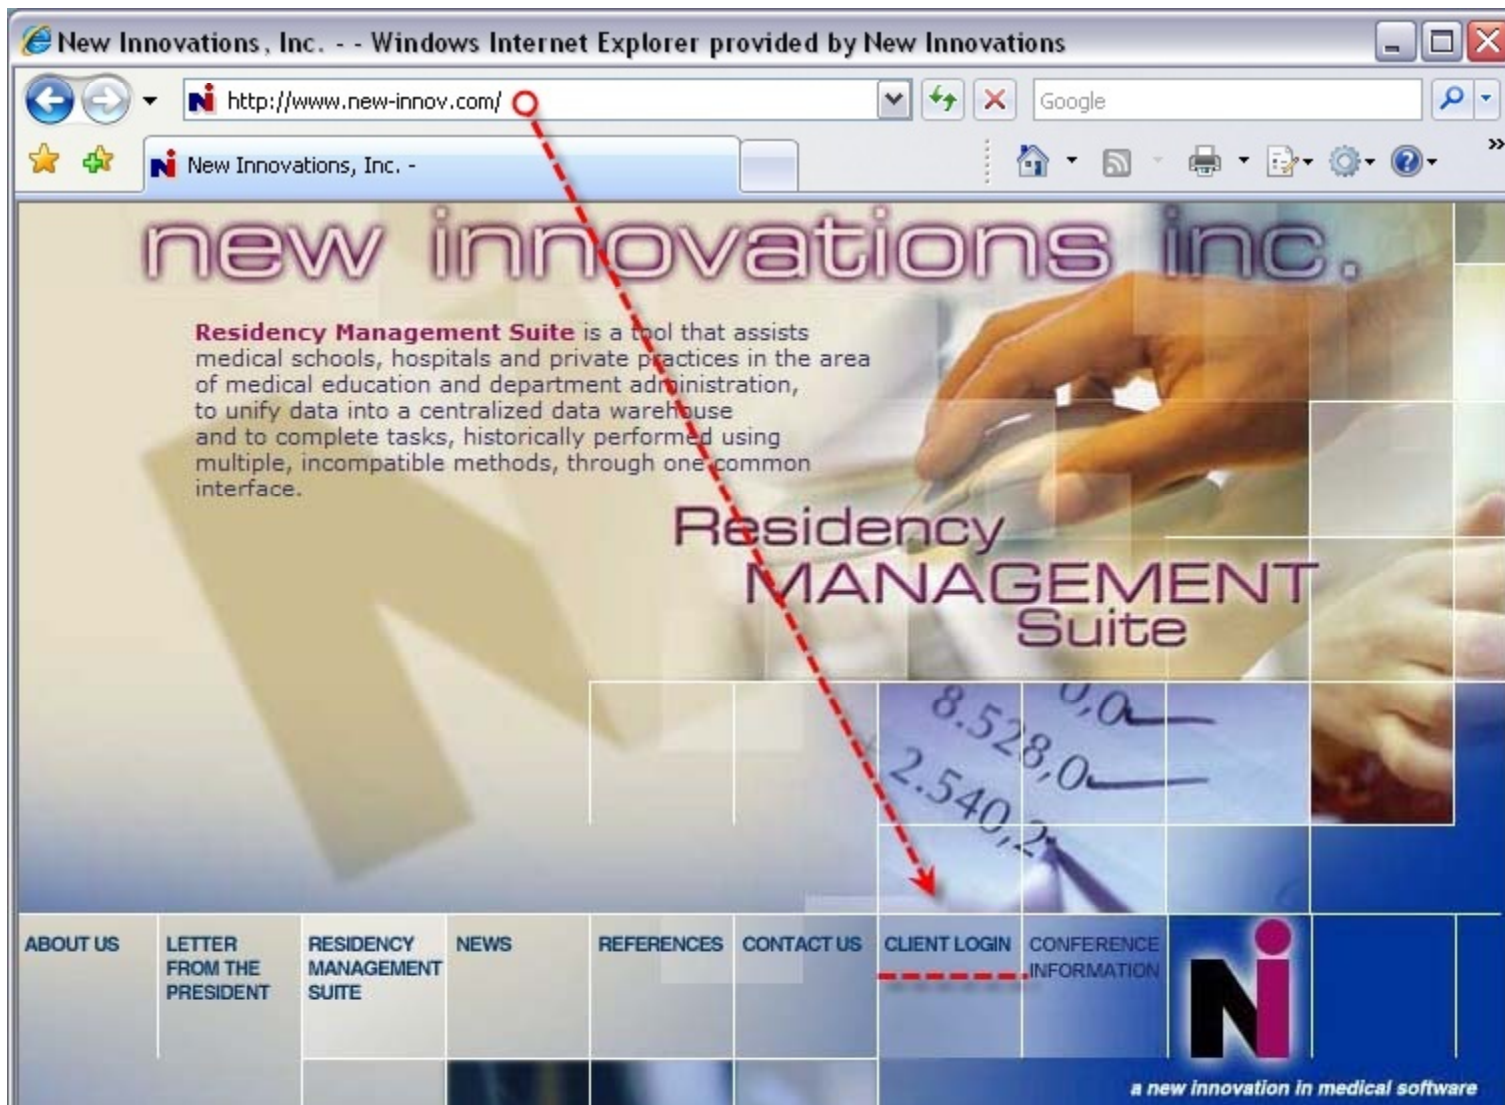 New Innovations, Inc. - - Windows Internet Explorer provided by New Innovations
http://www.new-innov.com/
Google
New Innovations, Inc. -
new innovations inc.
Residency Management Suite is a tool that assists
medical schools, hospitals and private practices in the area
of medical education and department administration,
to unify data into a centralized data warehouse
and to complete tasks, historically performed using
multiple, incompatible methods, through one common
interface.
Residency
MANAGEMENT
Suite
0,0
8.528,0
+ 2.540,2
ABOUT US
LETTER
FROM THE
PRESIDENT
RESIDENCY
MANAGEMENT
SUITE
NEWS
REFERENCES
CONTACT US
CLIENT LOGIN
CONFERENCE
INFORMATION
Ni
a new innovation in medical software